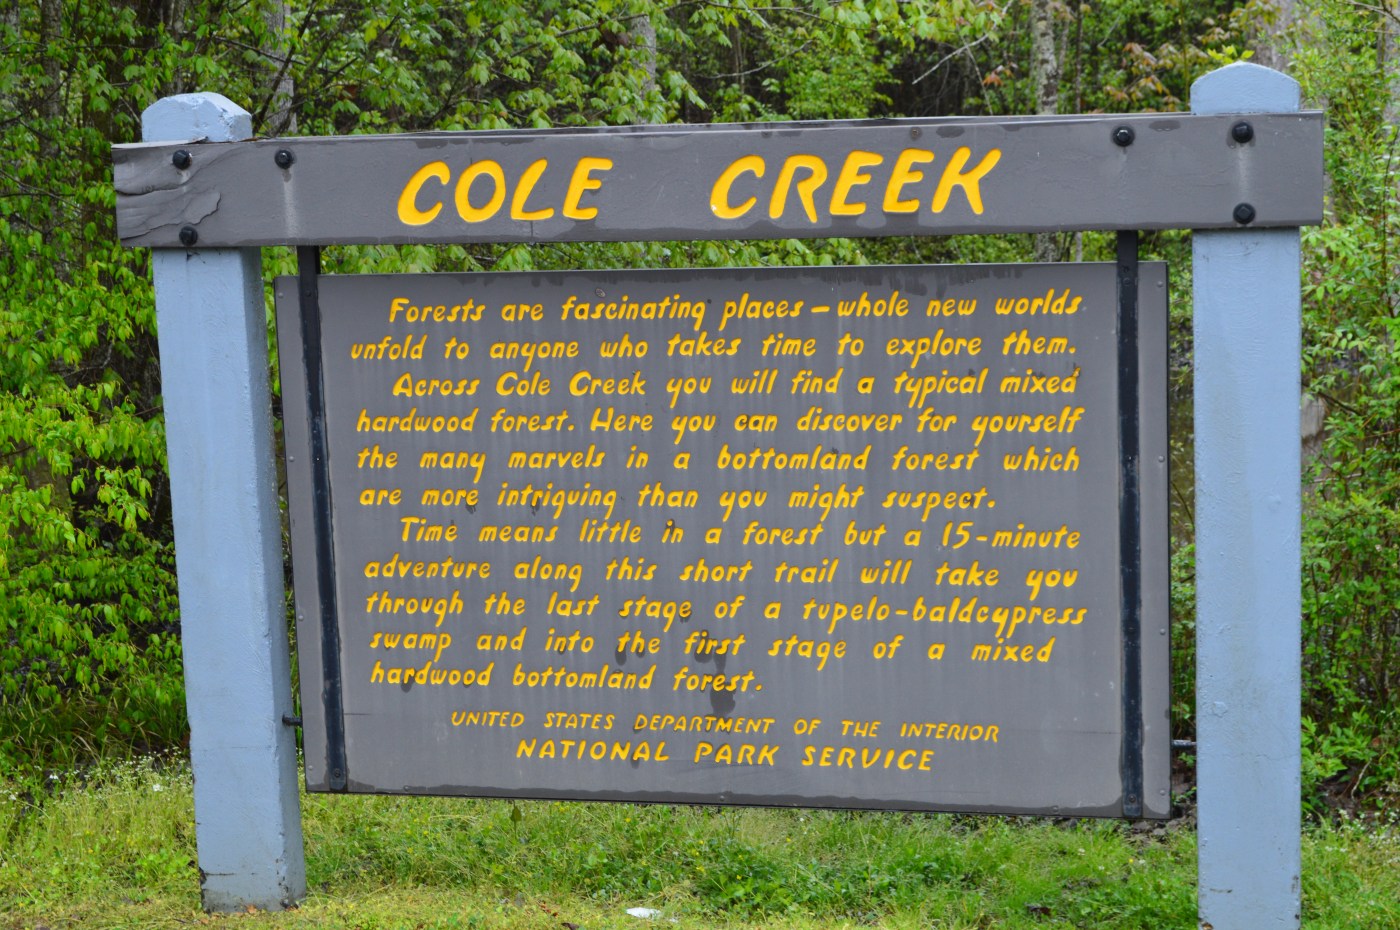 COLE CREEK
Forests are fascinating places – whole new worlds
unfold to anyone who takes time to explore them.
Across Cole Creek you will find a typical mixed
hardwood forest. Here you can discover for yourself
the many marvels in a bottomland forest which
are more intriguing than you might suspect.
Time means little in a forest but a 15-minute
adventure along this short trail will take you
through the last stage of a tupelo-baldcypress
swamp and into the first stage of a mixed
hardwood bottomland forest.
UNITED STATES DEPARTMENT OF THE INTERIOR
NATIONAL PARK SERVICE